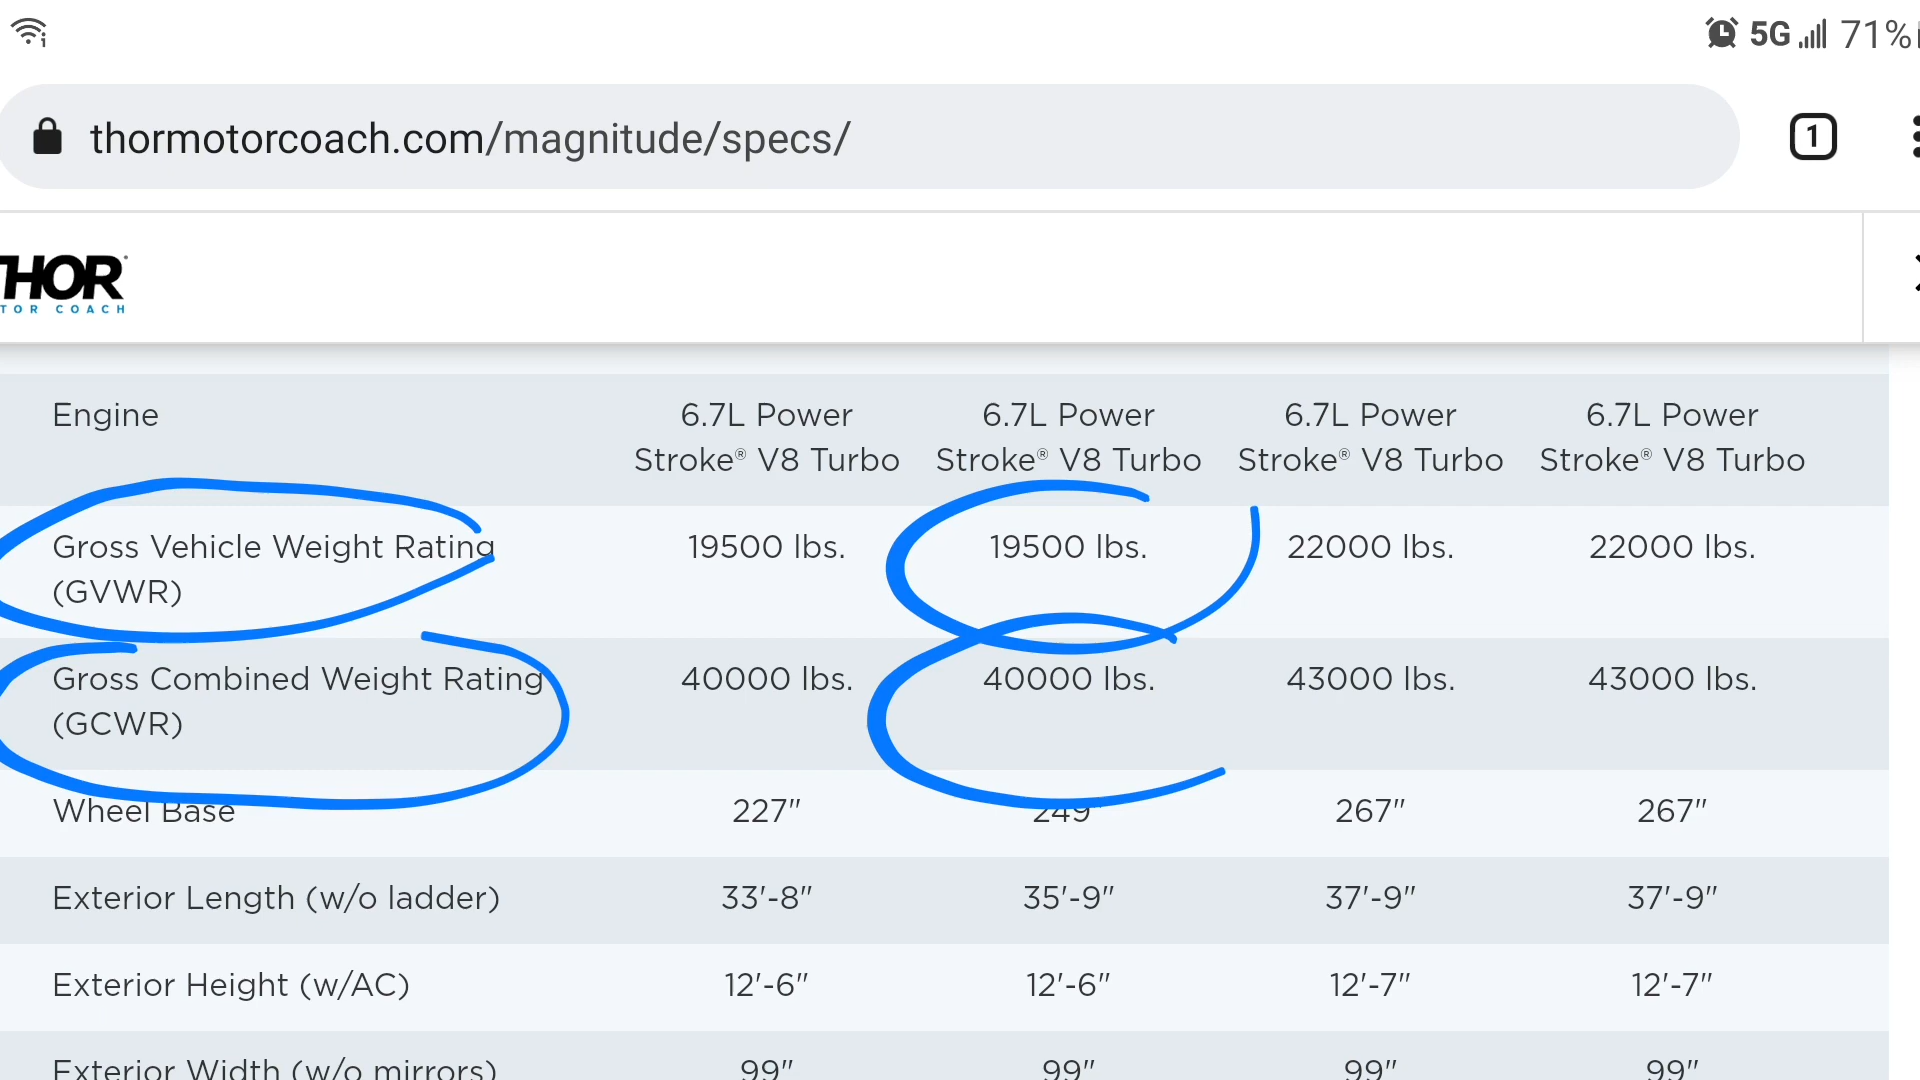 5G 71%
thormotorcoach.com/magnitude/specs/
1
THOR
TOR COACH
Engine 6.7L Power 6.7L Power 6.7L Power 6.7L Power
Stroke® V8 Turbo Stroke® V8 Turbo Stroke® V8 Turbo Stroke® V8 Turbo
Gross Vehicle Weight Rating 19500 lbs. 19500 lbs. 22000 lbs. 22000 lbs.
(GVWR)
Gross Combined Weight Rating 40000 lbs. 40000 lbs. 43000 lbs. 43000 lbs.
(GCWR)
Wheel Base 227" 249" 267" 267"
Exterior Length (w/o ladder) 33'-8" 35'-9" 37'-9" 37'-9"
Exterior Height (w/AC) 12'-6" 12'-6" 12'-7" 12'-7"
Exterior Width (w/o mirrors) 99" 99" 99" 99"